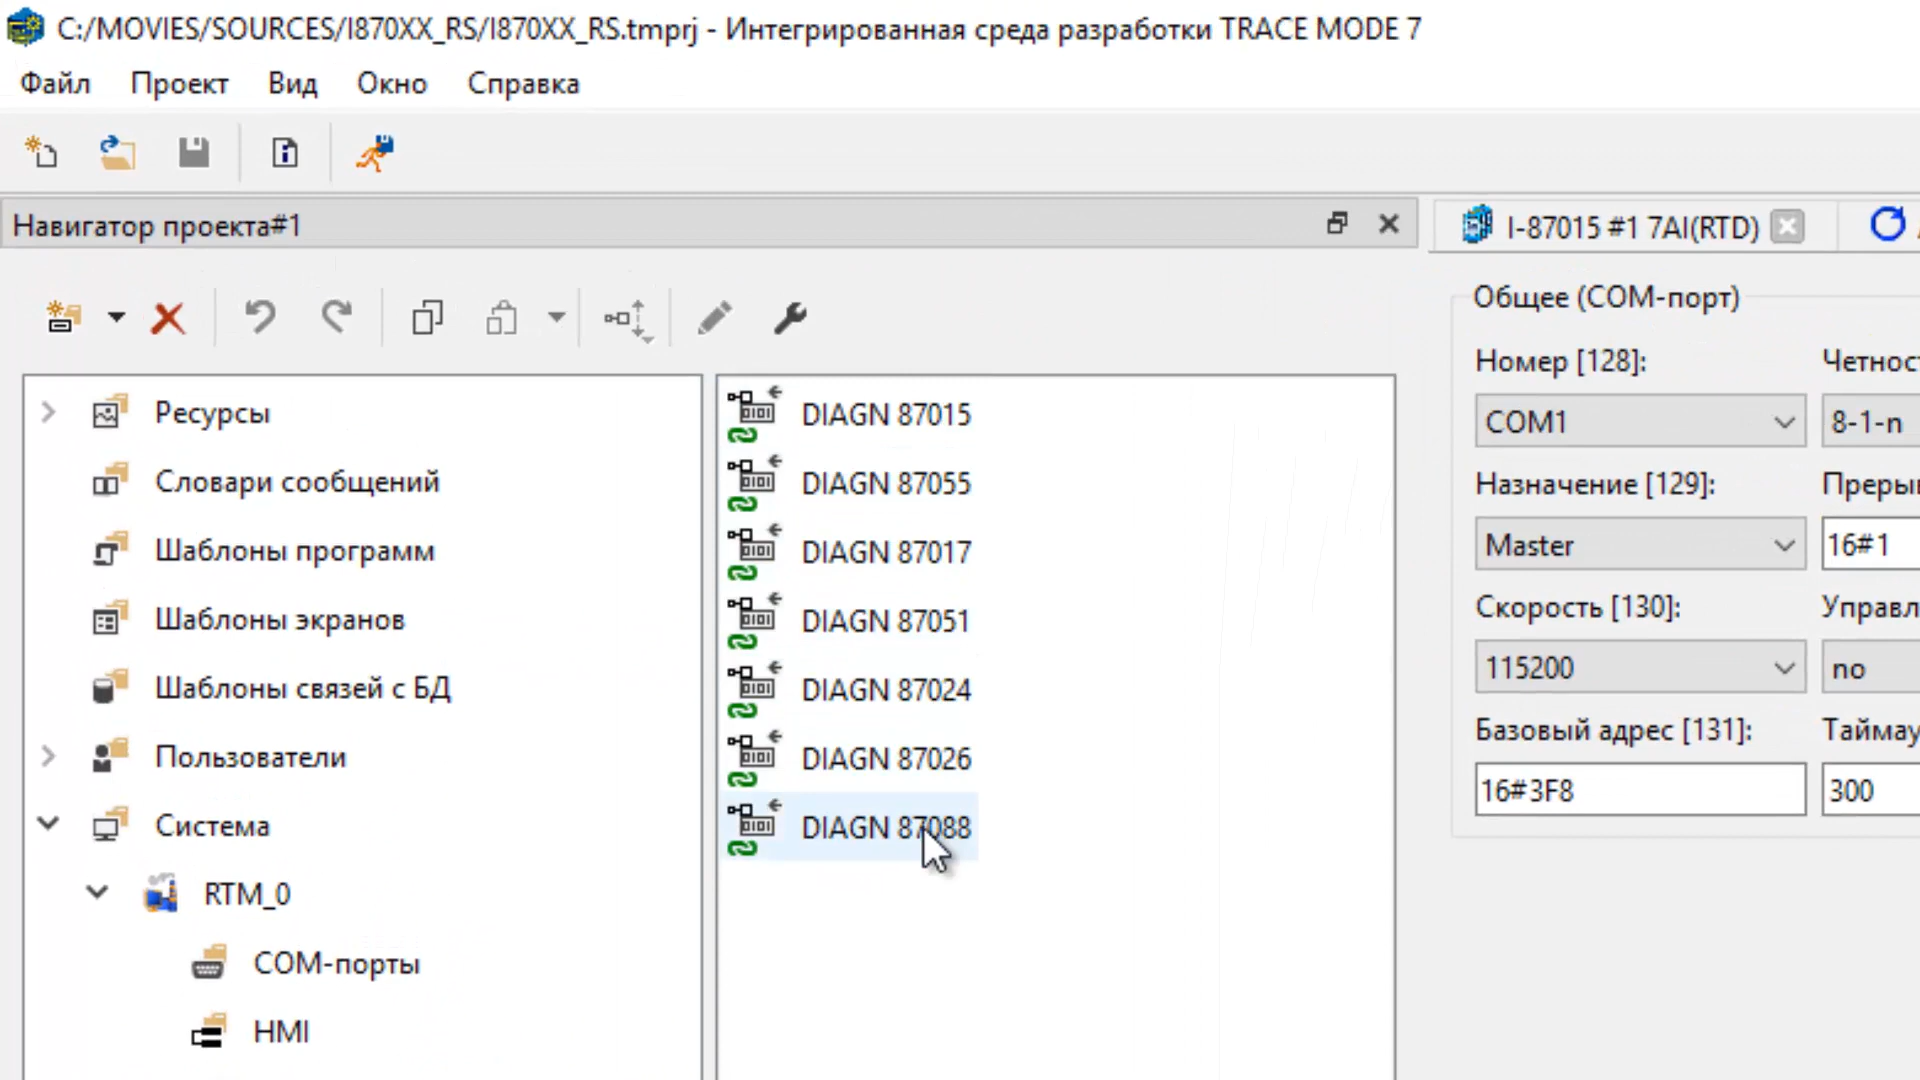 C:/MOVIES/SOURCES/I870XX_RS/I870XX_RS.tmprj - Интегрированная среда разработки TRACE MODE 7
Файл Проект Вид Окно Справка
Навигатор проекта#1
Ресурсы
Словари сообщений
Шаблоны программ
Шаблоны экранов
Шаблоны связей с БД
Пользователи
Система
RTM_0
COM-порты
HMI
DIAGN 87015
DIAGN 87055
DIAGN 87017
DIAGN 87051
DIAGN 87024
DIAGN 87026
DIAGN 87088
I-87015 #1 7AI(RTD)
Общее (COM-порт)
Номер [128]: Четнос
COM1 8-1-n
Назначение [129]: Прерыв
Master 16#1
Скорость [130]: Управл
115200 no
Базовый адрес [131]: Таймау
16#3F8 300